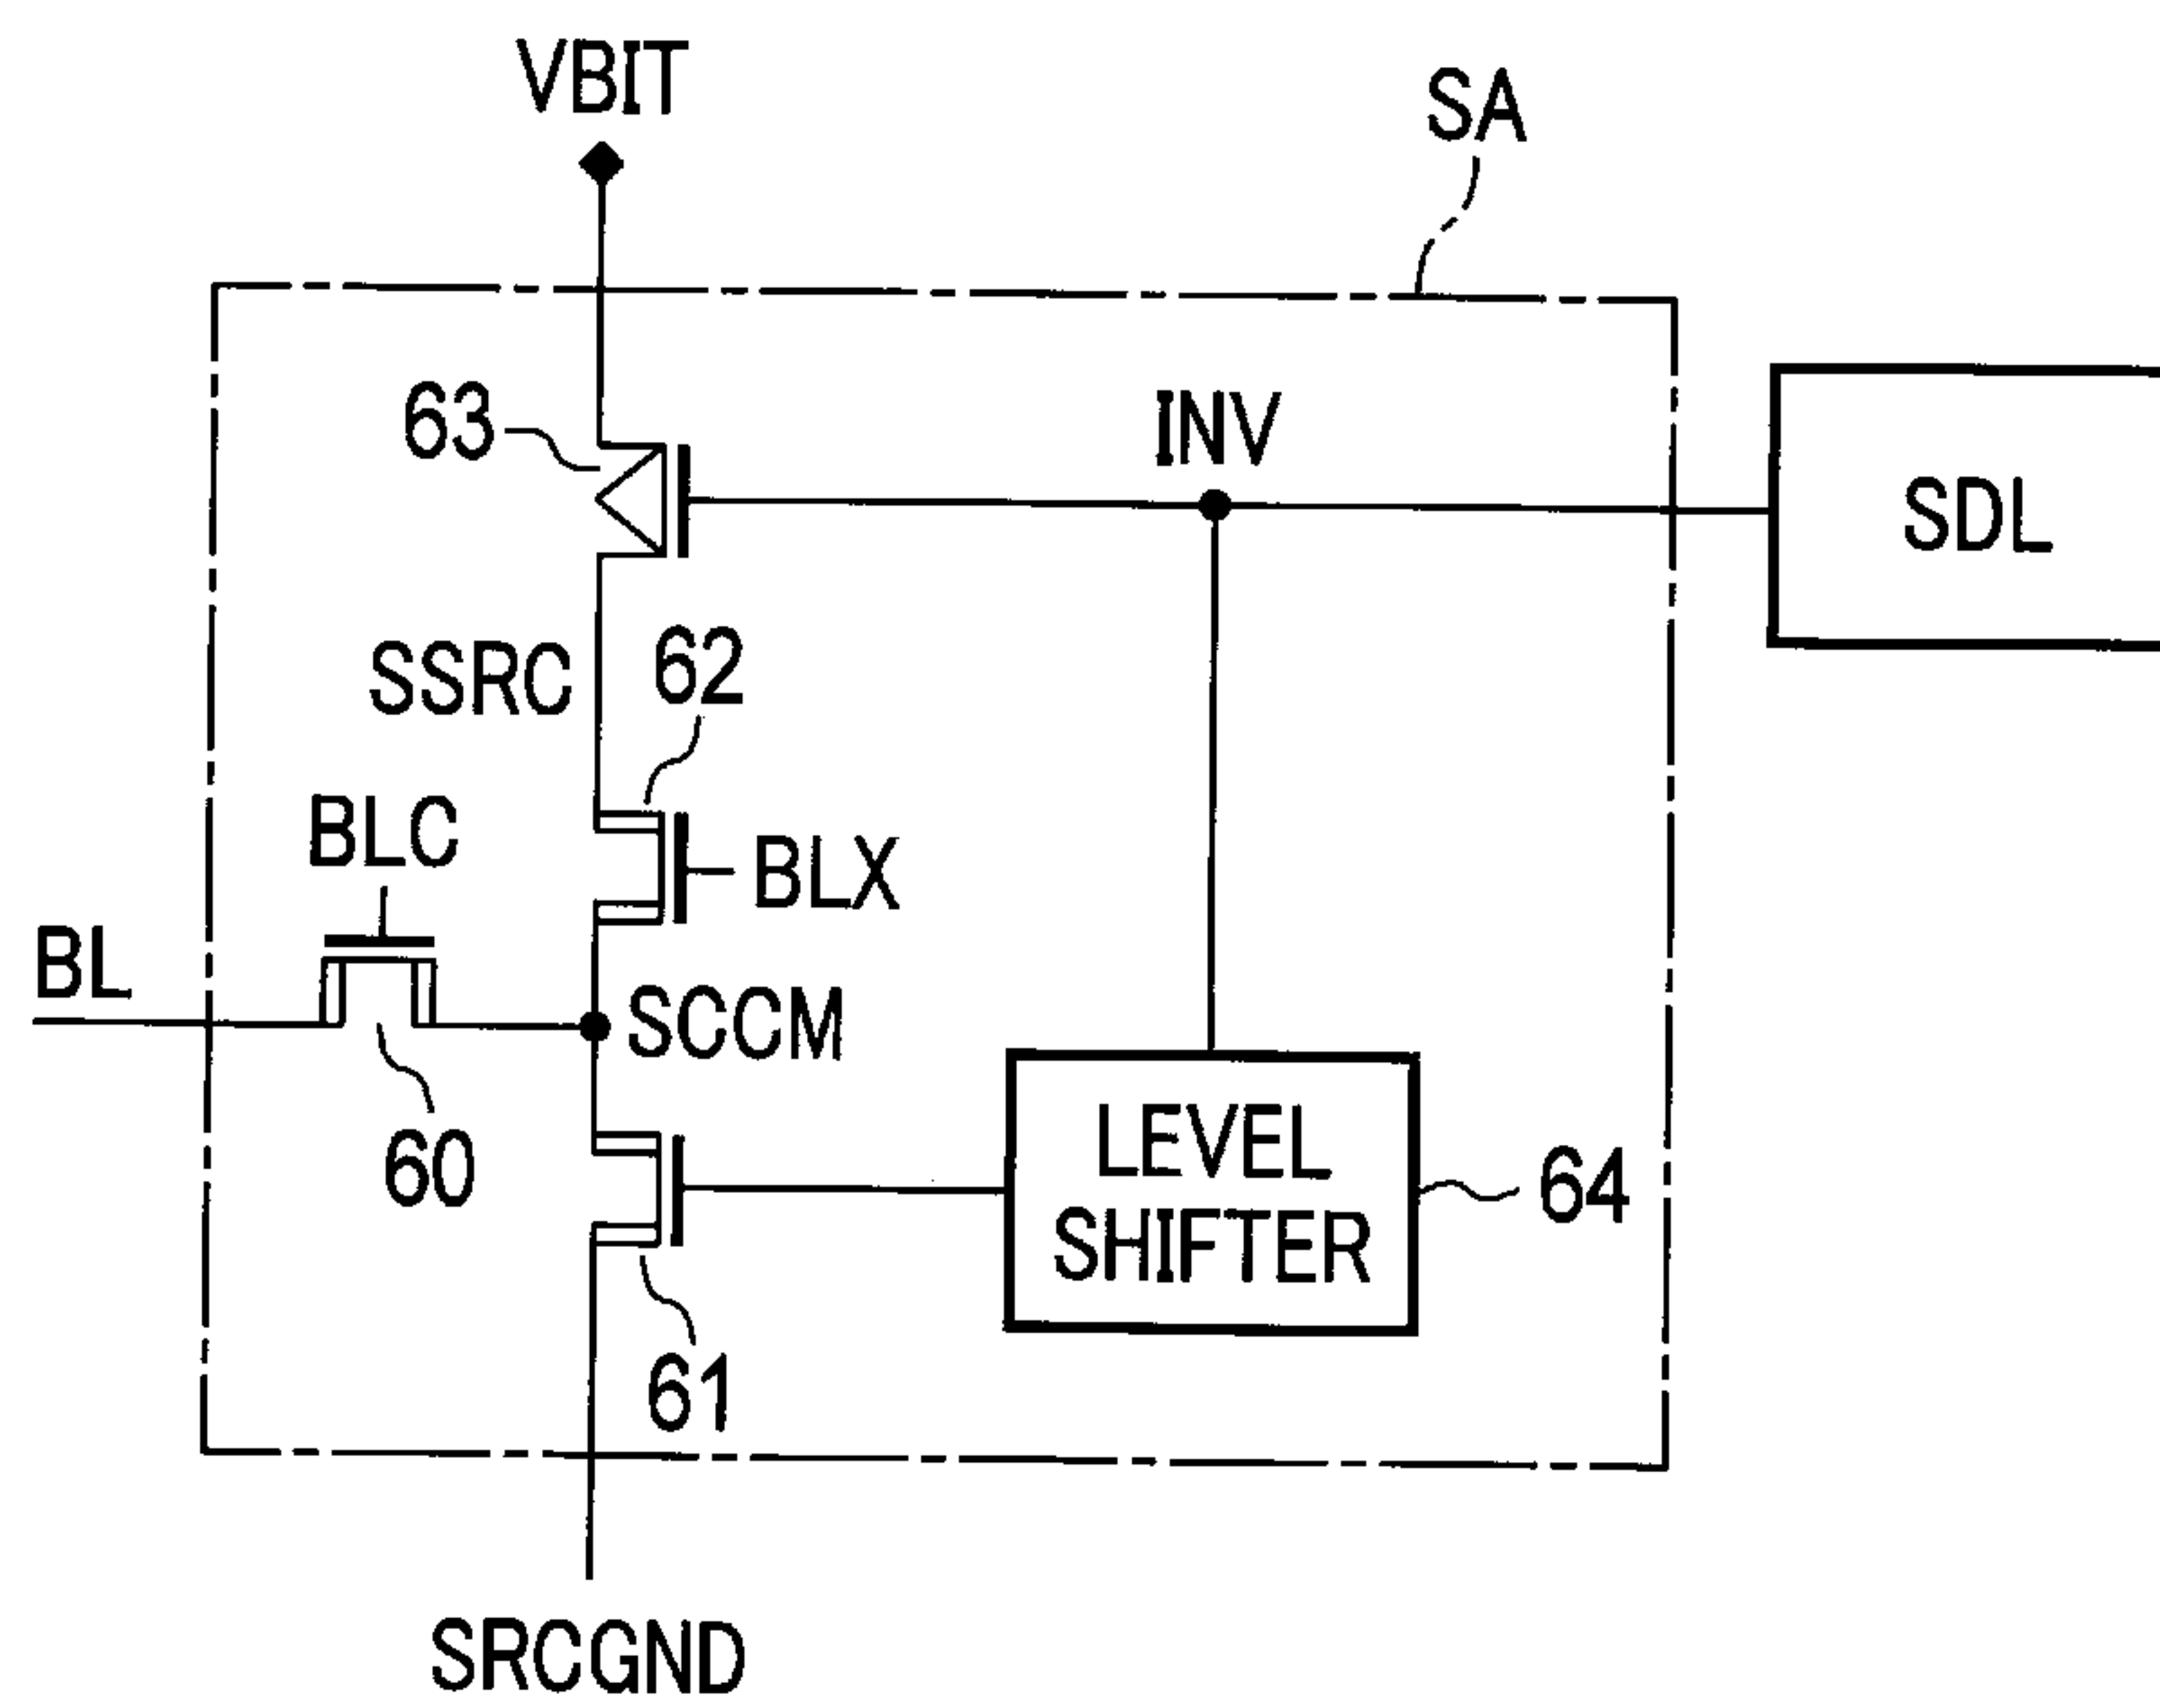 VBIT
SA
63
INV
SDL
SSRC
62
BLC
BLX
BL
SCCM
60
LEVEL
SHIFTER
64
61
SRCGND